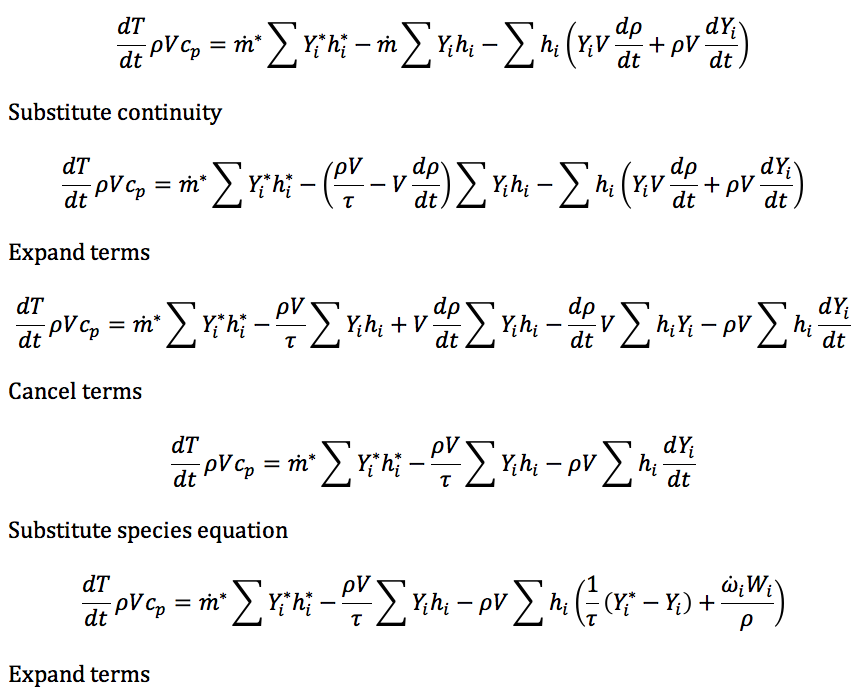 dT/dt ρVc_p = ṁ* ∑ Y_i* h_i* − ṁ ∑ Y_i h_i − ∑ h_i (Y_i V dρ/dt + ρV dY_i/dt)
Substitute continuity
dT/dt ρVc_p = ṁ* ∑ Y_i* h_i* − (ρV/τ − V dρ/dt) ∑ Y_i h_i − ∑ h_i (Y_i V dρ/dt + ρV dY_i/dt)
Expand terms
dT/dt ρVc_p = ṁ* ∑ Y_i* h_i* − ρV/τ ∑ Y_i h_i + V dρ/dt ∑ Y_i h_i − dρ/dt V ∑ h_i Y_i − ρV ∑ h_i dY_i/dt
Cancel terms
dT/dt ρVc_p = ṁ* ∑ Y_i* h_i* − ρV/τ ∑ Y_i h_i − ρV ∑ h_i dY_i/dt
Substitute species equation
dT/dt ρVc_p = ṁ* ∑ Y_i* h_i* − ρV/τ ∑ Y_i h_i − ρV ∑ h_i (1/τ (Y_i* − Y_i) + ω̇_i W_i/ρ)
Expand terms